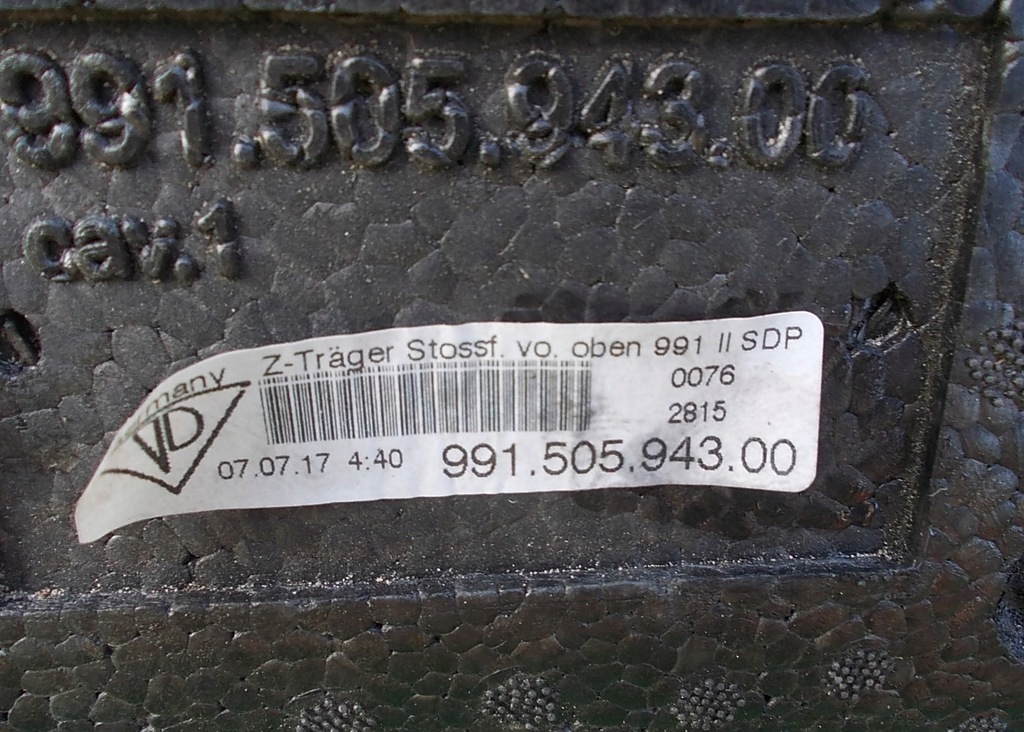 991.505.943.00
cav.1
Z-Träger Stossf. vo. oben 991 II SDP
0076
2815
VD
07.07.17 4:40
991.505.943.00